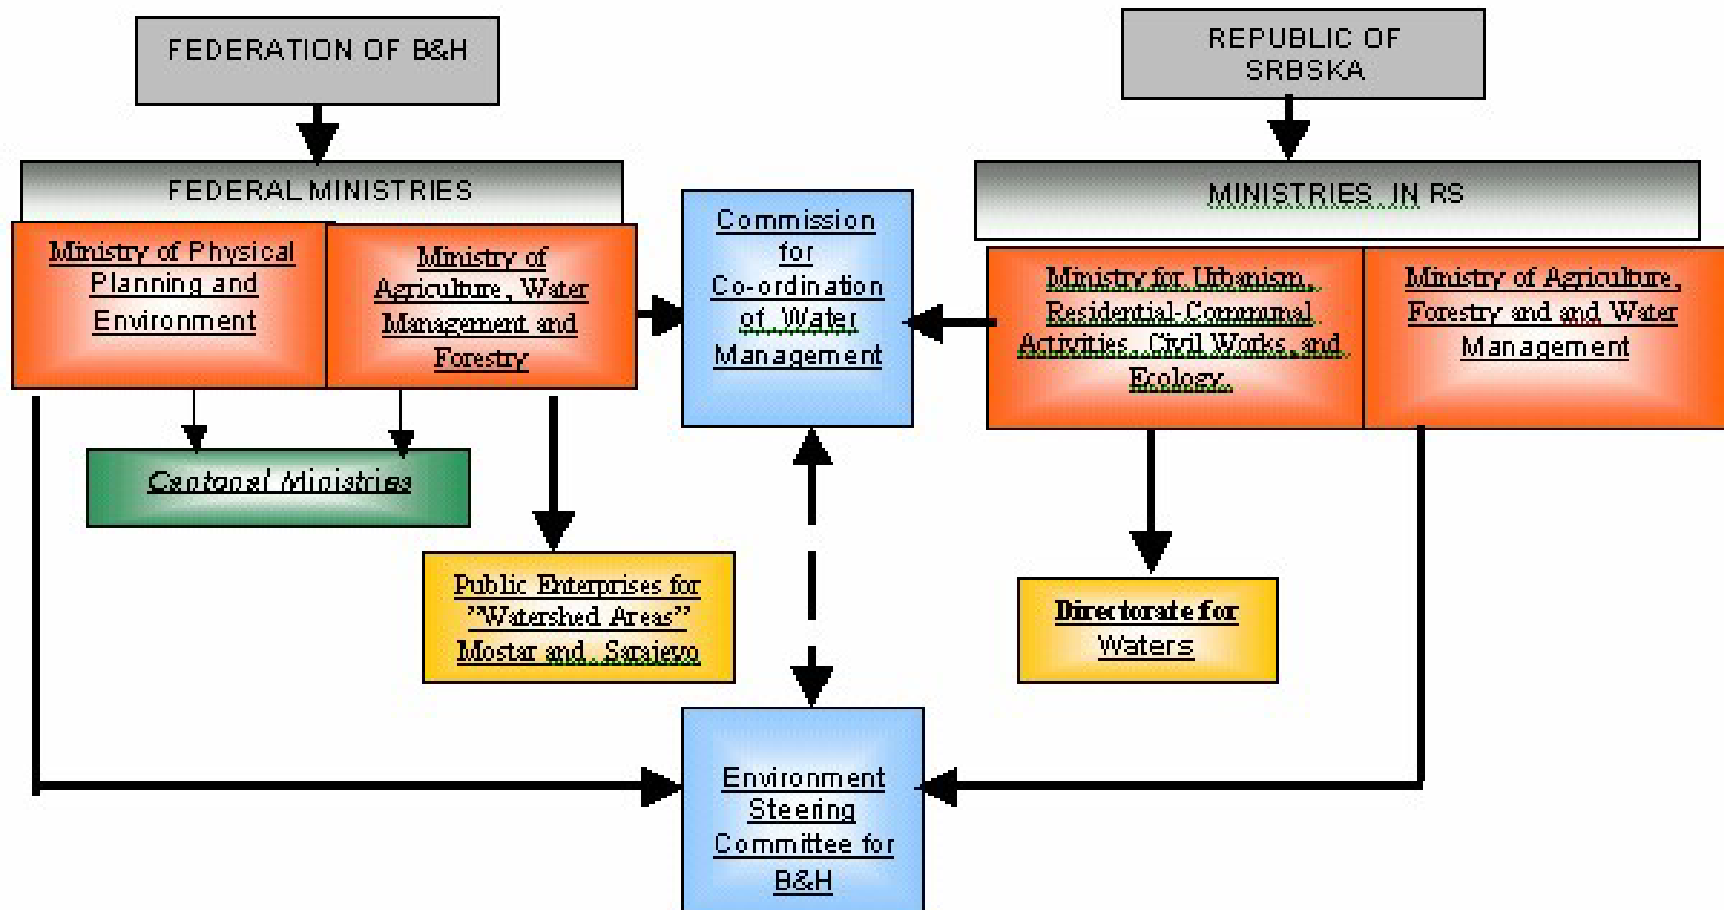 FEDERATION OF B&H
REPUBLIC OF
SRBSKA
FEDERAL MINISTRIES
MINISTRIES IN RS
Ministry of Physical
Planning and
Environment
Ministry of
Agriculture, Water
Management and
Forestry
Commission
for
Co-ordination
of Water
Management
Ministry for Urbanism,
Residential-Communal
Activities, Civil Works, and
Ecology
Ministry of Agriculture,
Forestry and and Water
Management
Cantonal Ministries
Public Enterprises for
”Watershed Areas”
Mostar and Sarajevo
Directorate for
Waters
Environment
Steering
Committee for
B&H